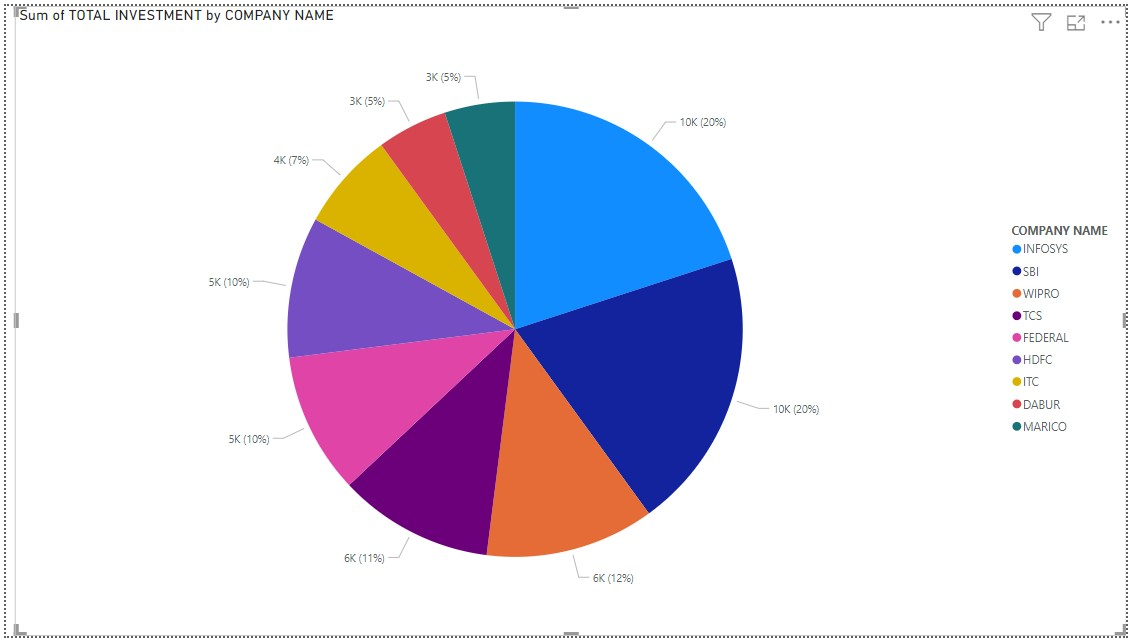 Sum of TOTAL INVESTMENT by COMPANY NAME
3K (5%)
3K (5%)
10K (20%)
4K (7%)
5K (10%)
10K (20%)
5K (10%)
6K (11%)
6K (12%)
COMPANY NAME
INFOSYS
SBI
WIPRO
TCS
FEDERAL
HDFC
ITC
DABUR
MARICO